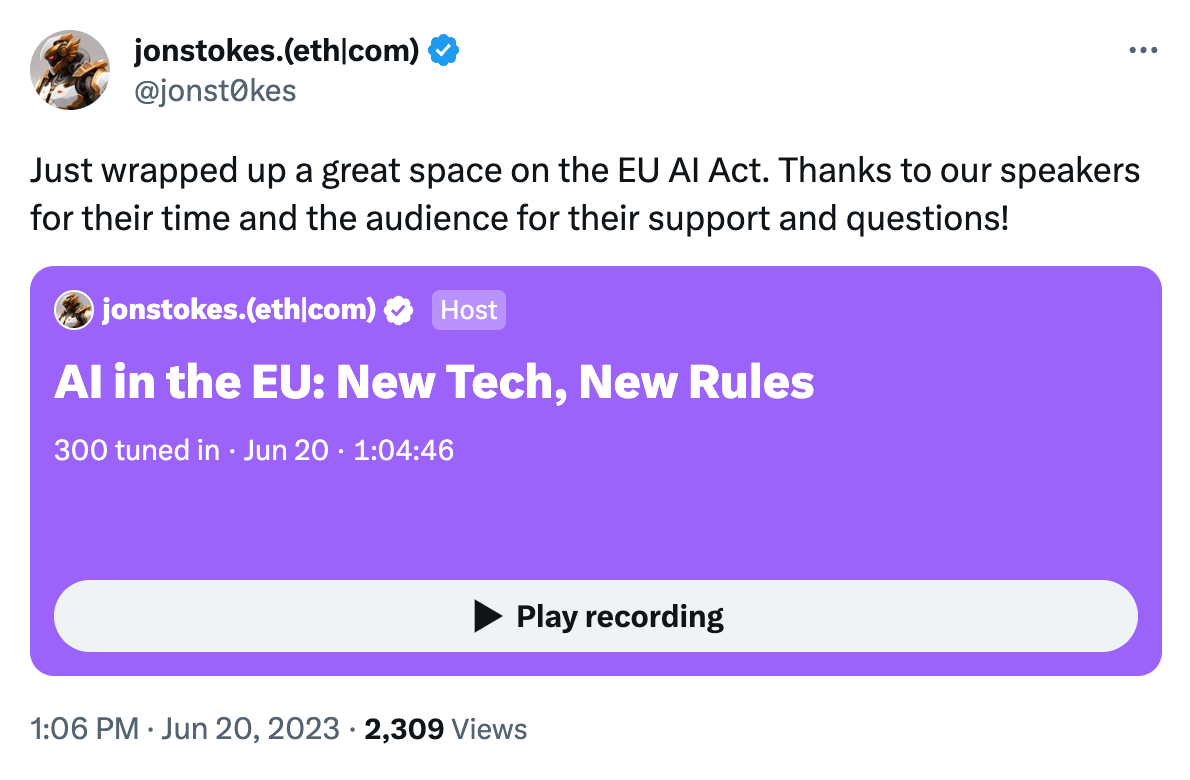 jonstokes.(eth|com)
@jonst0kes
Just wrapped up a great space on the EU AI Act. Thanks to our speakers
for their time and the audience for their support and questions!
jonstokes.(eth|com) Host
AI in the EU: New Tech, New Rules
300 tuned in · Jun 20 · 1:04:46
Play recording
1:06 PM · Jun 20, 2023 · 2,309 Views